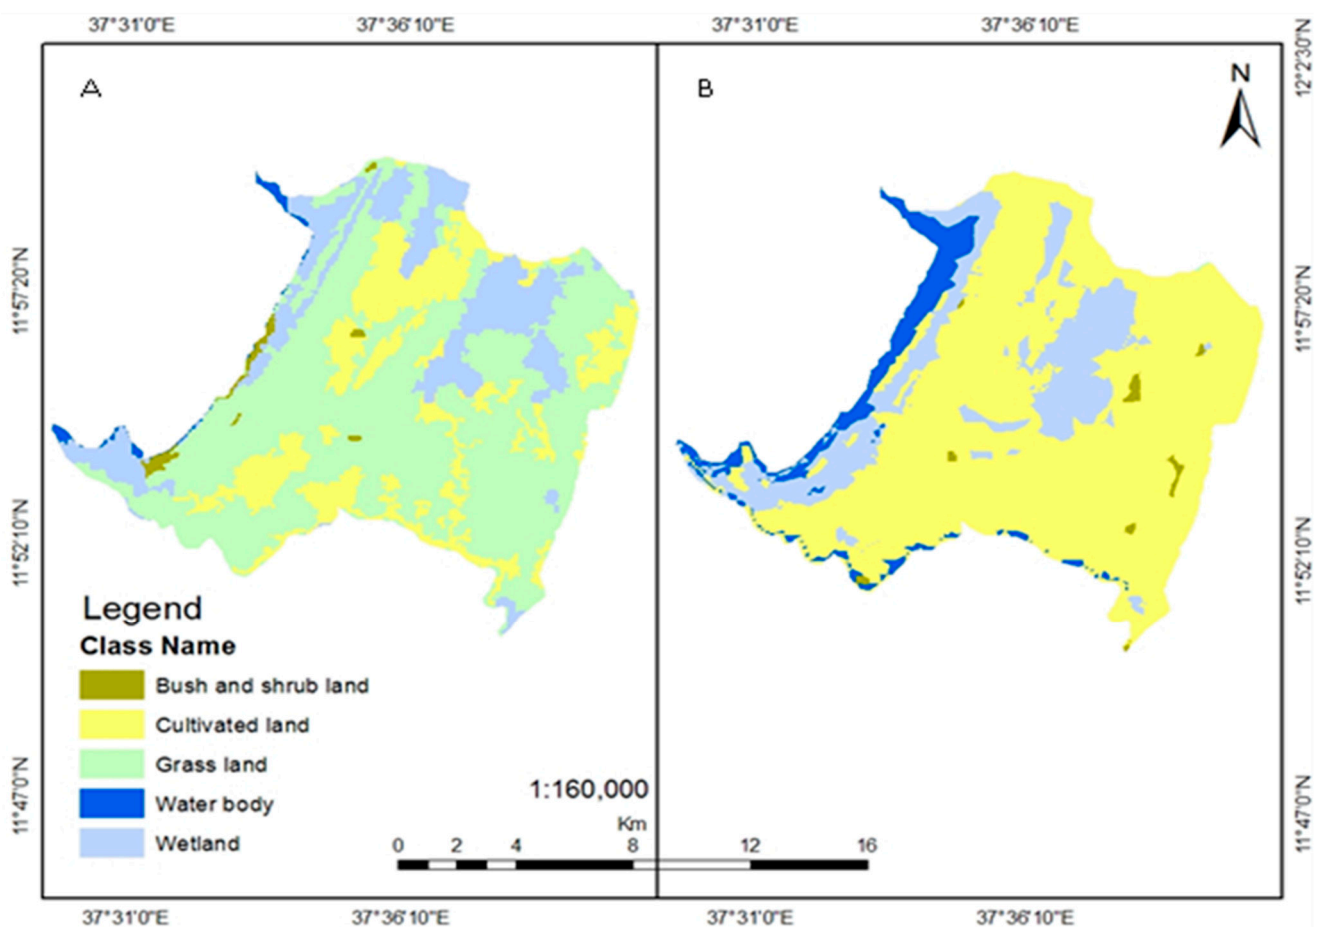 37°31'0"E 37°36'10"E 37°31'0"E 37°36'10"E
12°2'30"N
A
B
N
11°57'20"N
11°57'20"N
11°52'10"N
11°52'10"N
Legend
Class Name
Bush and shrub land
Cultivated land
Grass land
Water body
Wetland
1:160,000
Km
0 2 4 8 12 16
11°47'0"N
11°47'0"N
37°31'0"E 37°36'10"E 37°31'0"E 37°36'10"E